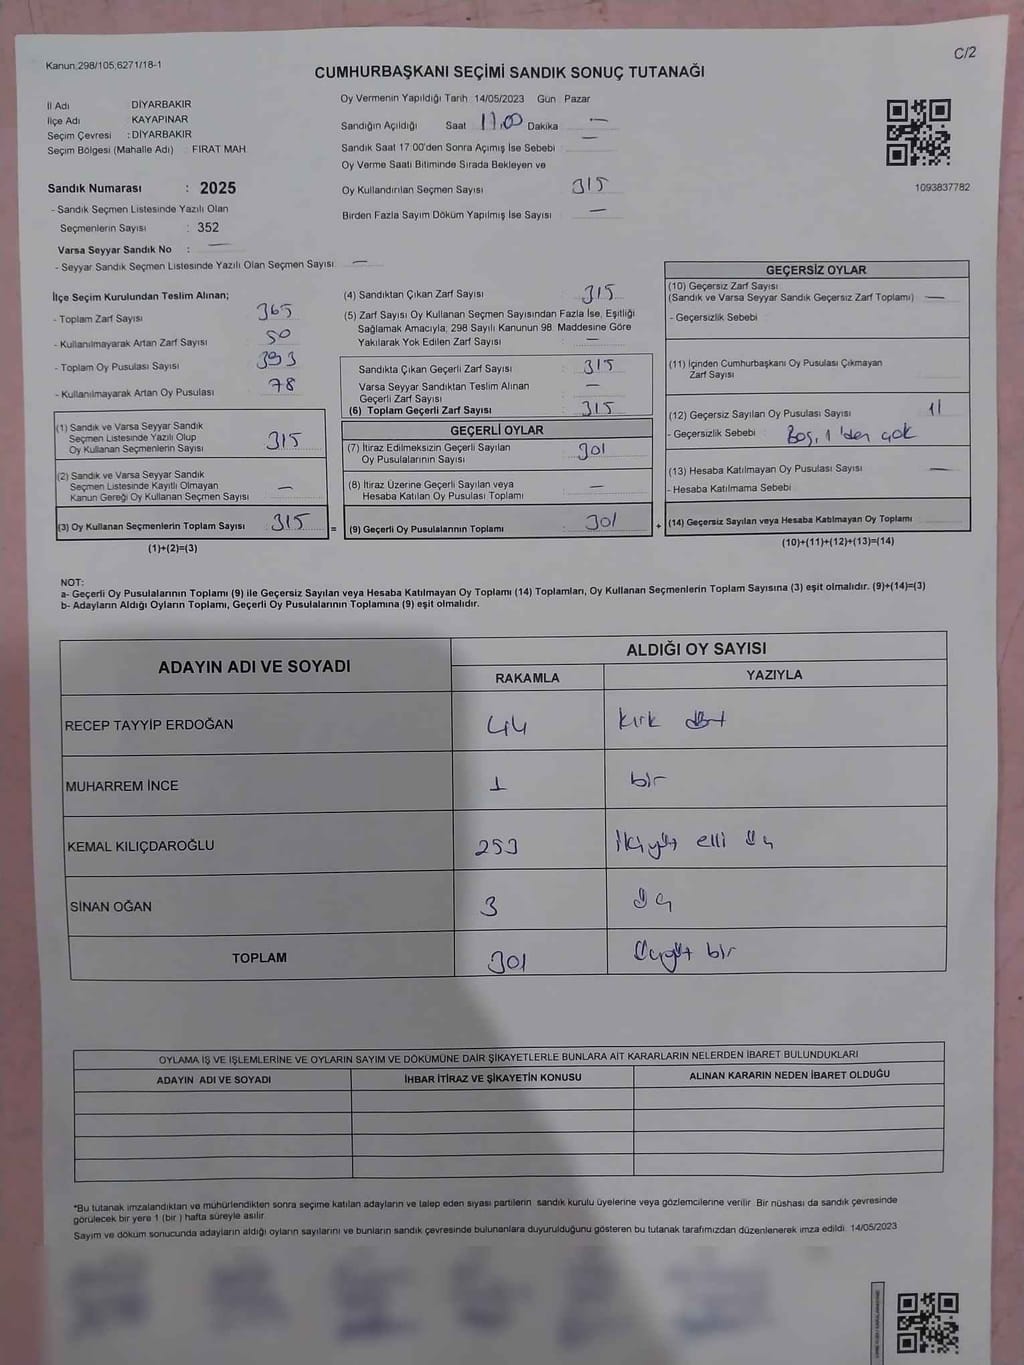 Kanun,298/105,6271/18-1
C/2
CUMHURBAŞKANI SEÇİMİ SANDIK SONUÇ TUTANAĞI
İl Adı DİYARBAKIR
İlçe Adı KAYAPINAR
Seçim Çevresi : DİYARBAKIR
Seçim Bölgesi (Mahalle Adı) : FIRAT MAH.
Sandık Numarası : 2025
- Sandık Seçmen Listesinde Yazılı Olan
Seçmenlerin Sayısı : 352
Varsa Seyyar Sandık No : —
- Seyyar Sandık Seçmen Listesinde Yazılı Olan Seçmen Sayısı —
Oy Vermenin Yapıldığı Tarih 14/05/2023 Gün Pazar
Sandığın Açıldığı Saat 17.00 Dakika —
Sandık Saat 17:00'den Sonra Açımış İse Sebebi —
Oy Verme Saati Bitiminde Sırada Bekleyen ve
Oy Kullandırılan Seçmen Sayısı 315
Birden Fazla Sayım Döküm Yapılmış İse Sayısı —
1093837782
İlçe Seçim Kurulundan Teslim Alınan;
- Toplam Zarf Sayısı 365
- Kullanılmayarak Artan Zarf Sayısı 50
- Toplam Oy Pusulası Sayısı 393
- Kullanılmayarak Artan Oy Pusulası 78
(1) Sandık ve Varsa Seyyar Sandık
Seçmen Listesinde Yazılı Olup
Oy Kullanan Seçmenlerin Sayısı 315
(2) Sandık ve Varsa Seyyar Sandık
Seçmen Listesinde Kayıtlı Olmayan
Kanun Gereği Oy Kullanan Seçmen Sayısı —
(3) Oy Kullanan Seçmenlerin Toplam Sayısı 315 =
(1)+(2)=(3)
(4) Sandıktan Çıkan Zarf Sayısı 315
(5) Zarf Sayısı Oy Kullanan Seçmen Sayısından Fazla İse, Eşitliği
Sağlamak Amacıyla, 298 Sayılı Kanunun 98. Maddesine Göre
Yakılarak Yok Edilen Zarf Sayısı —
Sandıkta Çıkan Geçerli Zarf Sayısı 315
Varsa Seyyar Sandıktan Teslim Alınan
Geçerli Zarf Sayısı —
(6) Toplam Geçerli Zarf Sayısı 315
GEÇERLİ OYLAR
(7) İtiraz Edilmeksizin Geçerli Sayılan
Oy Pusulalarının Sayısı 301
(8) İtiraz Üzerine Geçerli Sayılan veya
Hesaba Katılan Oy Pusulası Toplamı —
(9) Geçerli Oy Pusulalarının Toplamı 301 +
GEÇERSİZ OYLAR
(10) Geçersiz Zarf Sayısı
(Sandık ve Varsa Seyyar Sandık Geçersiz Zarf Toplamı) —
- Geçersizlik Sebebi
(11) İçinden Cumhurbaşkanı Oy Pusulası Çıkmayan
Zarf Sayısı
(12) Geçersiz Sayılan Oy Pusulası Sayısı 11
- Geçersizlik Sebebi Boş, 1'den çok
(13) Hesaba Katılmayan Oy Pusulası Sayısı —
- Hesaba Katılmama Sebebi
(14) Geçersiz Sayılan veya Hesaba Katılmayan Oy Toplamı
(10)+(11)+(12)+(13)=(14)
NOT:
a- Geçerli Oy Pusulalarının Toplamı (9) ile Geçersiz Sayılan veya Hesaba Katılmayan Oy Toplamı (14) Toplamları, Oy Kullanan Seçmenlerin Toplam Sayısına (3) eşit olmalıdır. (9)+(14)=(3)
b- Adayların Aldığı Oyların Toplamı, Geçerli Oy Pusulalarının Toplamına (9) eşit olmalıdır.
ADAYIN ADI VE SOYADI ALDIĞI OY SAYISI
RAKAMLA YAZIYLA
RECEP TAYYİP ERDOĞAN 44 kırk dört
MUHARREM İNCE 1 bir
KEMAL KILIÇDAROĞLU 253 İkiyüz elli üç
SİNAN OĞAN 3 üç
TOPLAM 301 Üçyüz bir
OYLAMA İŞ VE İŞLEMLERİNE VE OYLARIN SAYIM VE DÖKÜMÜNE DAİR ŞİKAYETLERLE BUNLARA AİT KARARLARIN NELERDEN İBARET BULUNDUKLARI
ADAYIN ADI VE SOYADI İHBAR İTİRAZ VE ŞİKAYETİN KONUSU ALINAN KARARIN NEDEN İBARET OLDUĞU
*Bu tutanak imzalandıktan ve mühürlendikten sonra seçime katılan adayların ve talep eden siyasi partilerin sandık kurulu üyelerine veya gözlemcilerine verilir. Bir nüshası da sandık çevresinde
görülecek bir yere 1 (bir) hafta süreyle asılır.
Sayım ve döküm sonucunda adayların aldığı oyların sayılarını ve bunların sandık çevresinde bulunanlara duyurulduğunu gösteren bu tutanak tarafımızdan düzenlenerek imza edildi. 14/05/2023